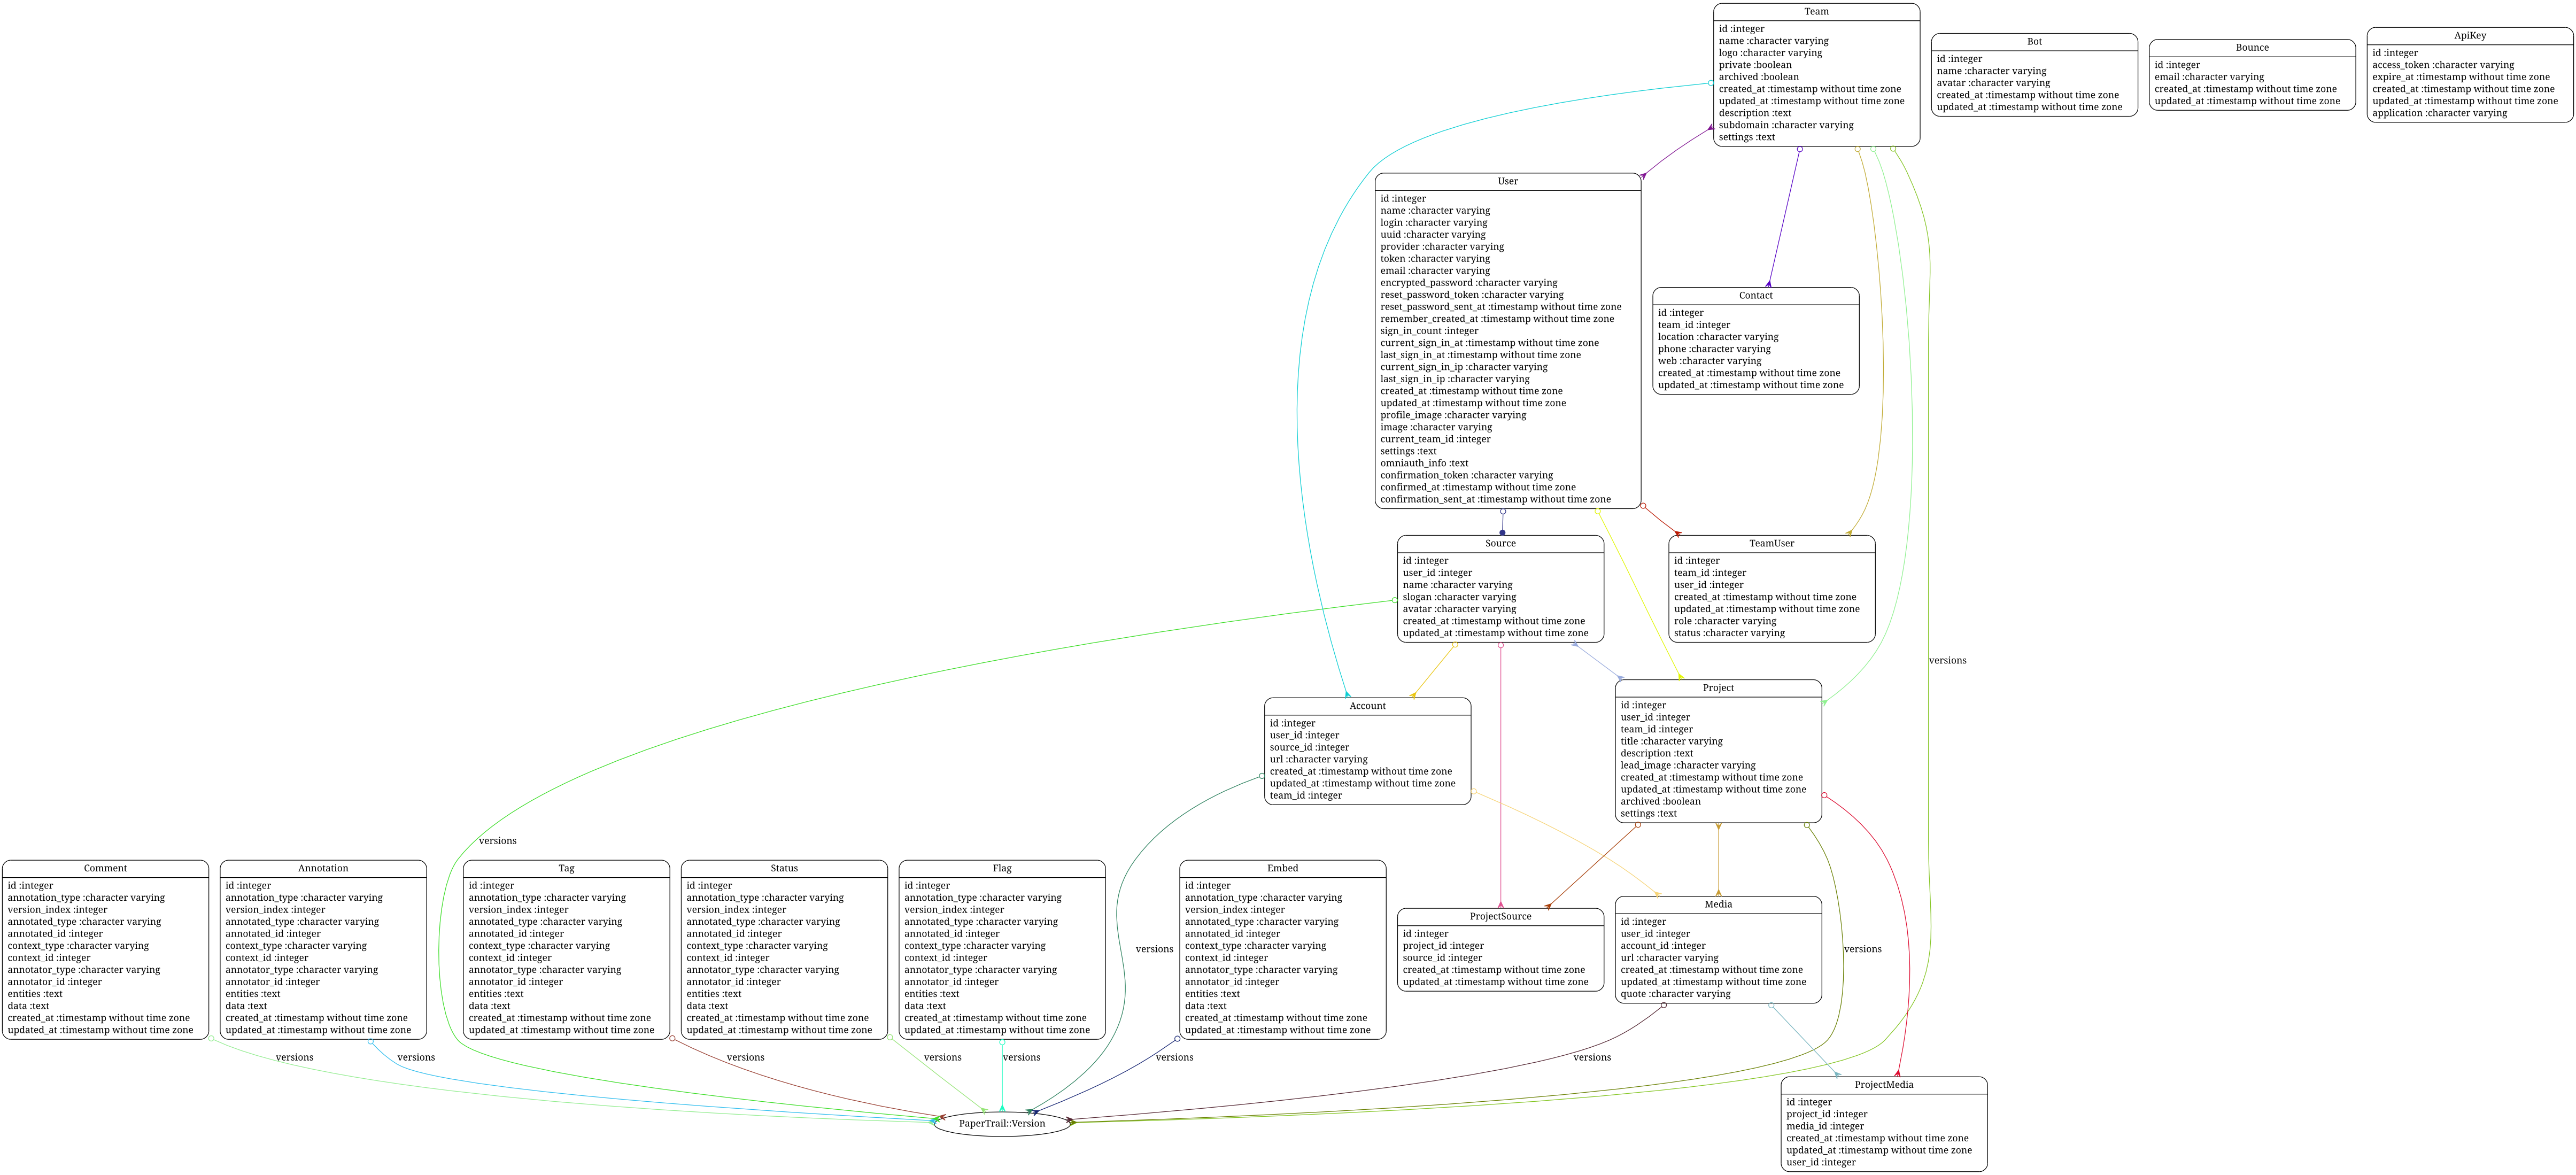 Team
id :integer
name :character varying
logo :character varying
private :boolean
archived :boolean
created_at :timestamp without time zone
updated_at :timestamp without time zone
description :text
subdomain :character varying
settings :text
Bot
id :integer
name :character varying
avatar :character varying
created_at :timestamp without time zone
updated_at :timestamp without time zone
Bounce
id :integer
email :character varying
created_at :timestamp without time zone
updated_at :timestamp without time zone
ApiKey
id :integer
access_token :character varying
expire_at :timestamp without time zone
created_at :timestamp without time zone
updated_at :timestamp without time zone
application :character varying
User
id :integer
name :character varying
login :character varying
uuid :character varying
provider :character varying
token :character varying
email :character varying
encrypted_password :character varying
reset_password_token :character varying
reset_password_sent_at :timestamp without time zone
remember_created_at :timestamp without time zone
sign_in_count :integer
current_sign_in_at :timestamp without time zone
last_sign_in_at :timestamp without time zone
current_sign_in_ip :character varying
last_sign_in_ip :character varying
created_at :timestamp without time zone
updated_at :timestamp without time zone
profile_image :character varying
image :character varying
current_team_id :integer
settings :text
omniauth_info :text
confirmation_token :character varying
confirmed_at :timestamp without time zone
confirmation_sent_at :timestamp without time zone
Contact
id :integer
team_id :integer
location :character varying
phone :character varying
web :character varying
created_at :timestamp without time zone
updated_at :timestamp without time zone
Source
id :integer
user_id :integer
name :character varying
slogan :character varying
avatar :character varying
created_at :timestamp without time zone
updated_at :timestamp without time zone
TeamUser
id :integer
team_id :integer
user_id :integer
created_at :timestamp without time zone
updated_at :timestamp without time zone
role :character varying
status :character varying
versions
Account
id :integer
user_id :integer
source_id :integer
url :character varying
created_at :timestamp without time zone
updated_at :timestamp without time zone
team_id :integer
Project
id :integer
user_id :integer
team_id :integer
title :character varying
description :text
lead_image :character varying
created_at :timestamp without time zone
updated_at :timestamp without time zone
archived :boolean
settings :text
versions
Comment
id :integer
annotation_type :character varying
version_index :integer
annotated_type :character varying
annotated_id :integer
context_type :character varying
context_id :integer
annotator_type :character varying
annotator_id :integer
entities :text
data :text
created_at :timestamp without time zone
updated_at :timestamp without time zone
Annotation
id :integer
annotation_type :character varying
version_index :integer
annotated_type :character varying
annotated_id :integer
context_type :character varying
context_id :integer
annotator_type :character varying
annotator_id :integer
entities :text
data :text
created_at :timestamp without time zone
updated_at :timestamp without time zone
Tag
id :integer
annotation_type :character varying
version_index :integer
annotated_type :character varying
annotated_id :integer
context_type :character varying
context_id :integer
annotator_type :character varying
annotator_id :integer
entities :text
data :text
created_at :timestamp without time zone
updated_at :timestamp without time zone
Status
id :integer
annotation_type :character varying
version_index :integer
annotated_type :character varying
annotated_id :integer
context_type :character varying
context_id :integer
annotator_type :character varying
annotator_id :integer
entities :text
data :text
created_at :timestamp without time zone
updated_at :timestamp without time zone
Flag
id :integer
annotation_type :character varying
version_index :integer
annotated_type :character varying
annotated_id :integer
context_type :character varying
context_id :integer
annotator_type :character varying
annotator_id :integer
entities :text
data :text
created_at :timestamp without time zone
updated_at :timestamp without time zone
versions
Embed
id :integer
annotation_type :character varying
version_index :integer
annotated_type :character varying
annotated_id :integer
context_type :character varying
context_id :integer
annotator_type :character varying
annotator_id :integer
entities :text
data :text
created_at :timestamp without time zone
updated_at :timestamp without time zone
ProjectSource
id :integer
project_id :integer
source_id :integer
created_at :timestamp without time zone
updated_at :timestamp without time zone
Media
id :integer
user_id :integer
account_id :integer
url :character varying
created_at :timestamp without time zone
updated_at :timestamp without time zone
quote :character varying
versions
versions
versions
versions
versions
versions
versions
versions
PaperTrail::Version
ProjectMedia
id :integer
project_id :integer
media_id :integer
created_at :timestamp without time zone
updated_at :timestamp without time zone
user_id :integer